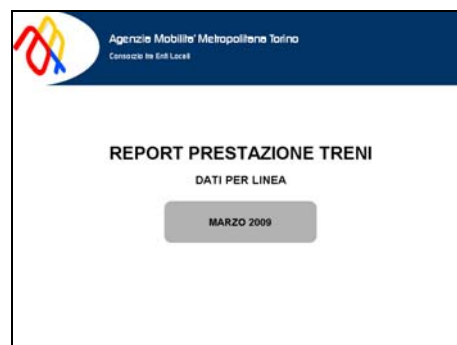 Agenzia Mobilita' Metropolitana Torino
Consorzio tra Enti Locali
REPORT PRESTAZIONE TRENI
DATI PER LINEA
MARZO 2009